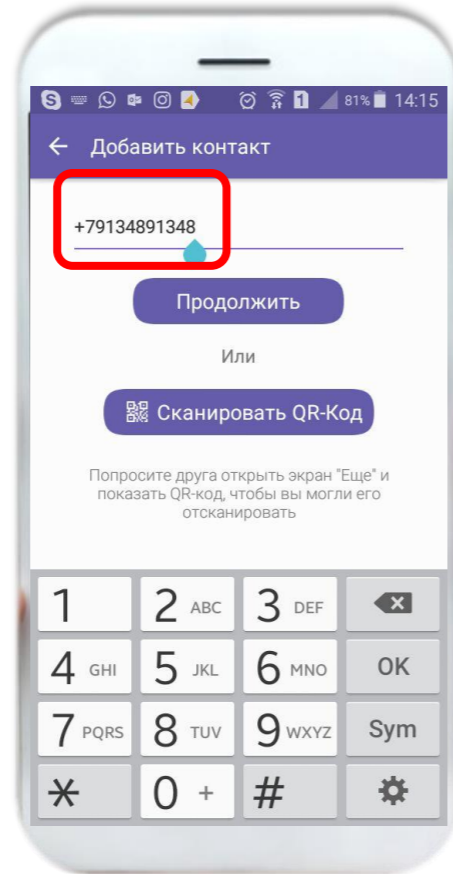 81% 14:15
Добавить контакт
+79134891348
Продолжить
Или
Сканировать QR-Код
Попросите друга открыть экран "Еще" и
показать QR-код, чтобы вы могли его
отсканировать
1 2 ABC 3 DEF
4 GHI 5 JKL 6 MNO OK
7 PQRS 8 TUV 9 WXYZ Sym
* 0 + #